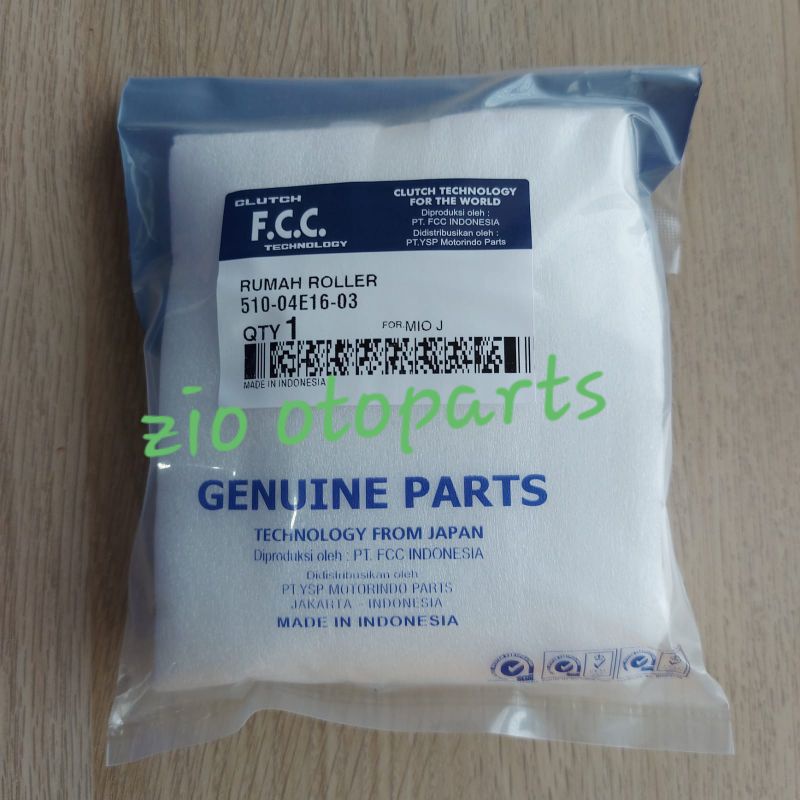 CLUTCH
F.C.C.
TECHNOLOGY
CLUTCH TECHNOLOGY
FOR THE WORLD
Diproduksi oleh :
PT. FCC INDONESIA
Didistribusikan oleh :
PT.YSP Motorindo Parts
RUMAH ROLLER
510-04E16-03
QTY 1
FOR MIO J
MADE IN INDONESIA
zio otoparts
GENUINE PARTS
TECHNOLOGY FROM JAPAN
Diproduksi oleh : PT. FCC INDONESIA
Didistribusikan oleh
PT.YSP MOTORINDO PARTS
JAKARTA - INDONESIA
MADE IN INDONESIA